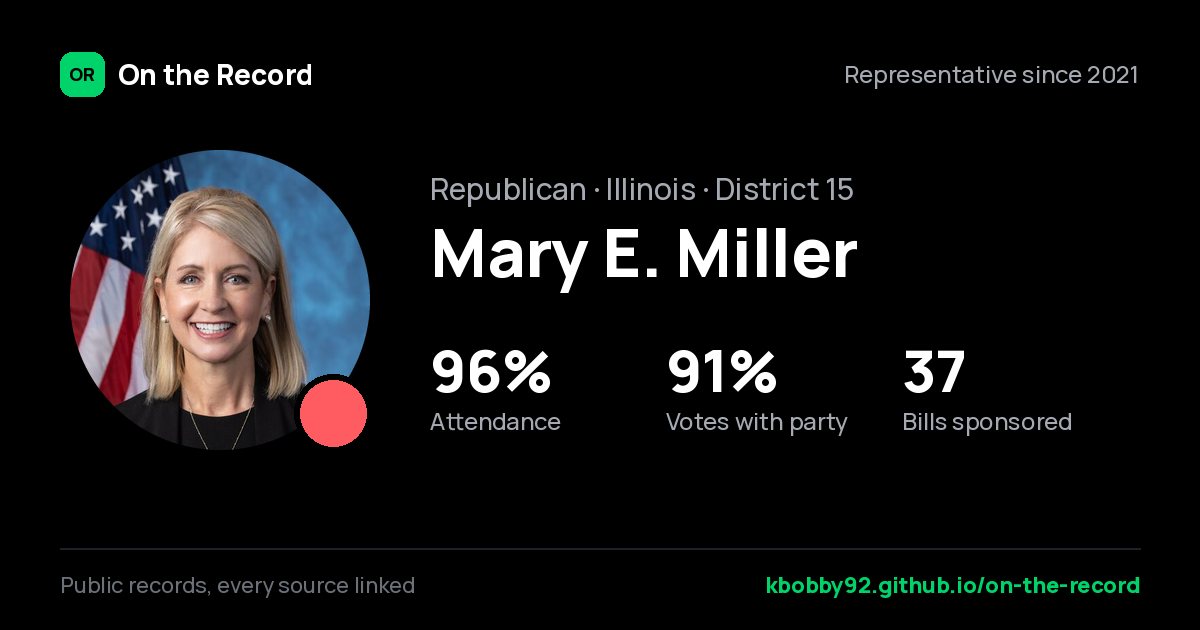 OR On the Record
Representative since 2021
Republican · Illinois · District 15
Mary E. Miller
96% 91% 37
Attendance Votes with party Bills sponsored
Public records, every source linked
kbobby92.github.io/on-the-record